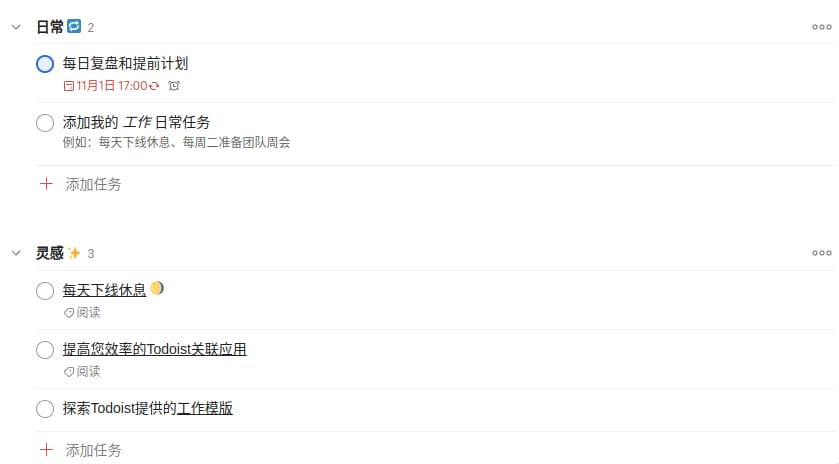 日常🔁 2
每日复盘和提前计划
11月1日 17:00
添加我的 工作 日常任务
例如：每天下线休息、每周二准备团队周会
添加任务
灵感✨ 3
每天下线休息🌖
阅读
提高您效率的Todoist关联应用
阅读
探索Todoist提供的工作模版
添加任务